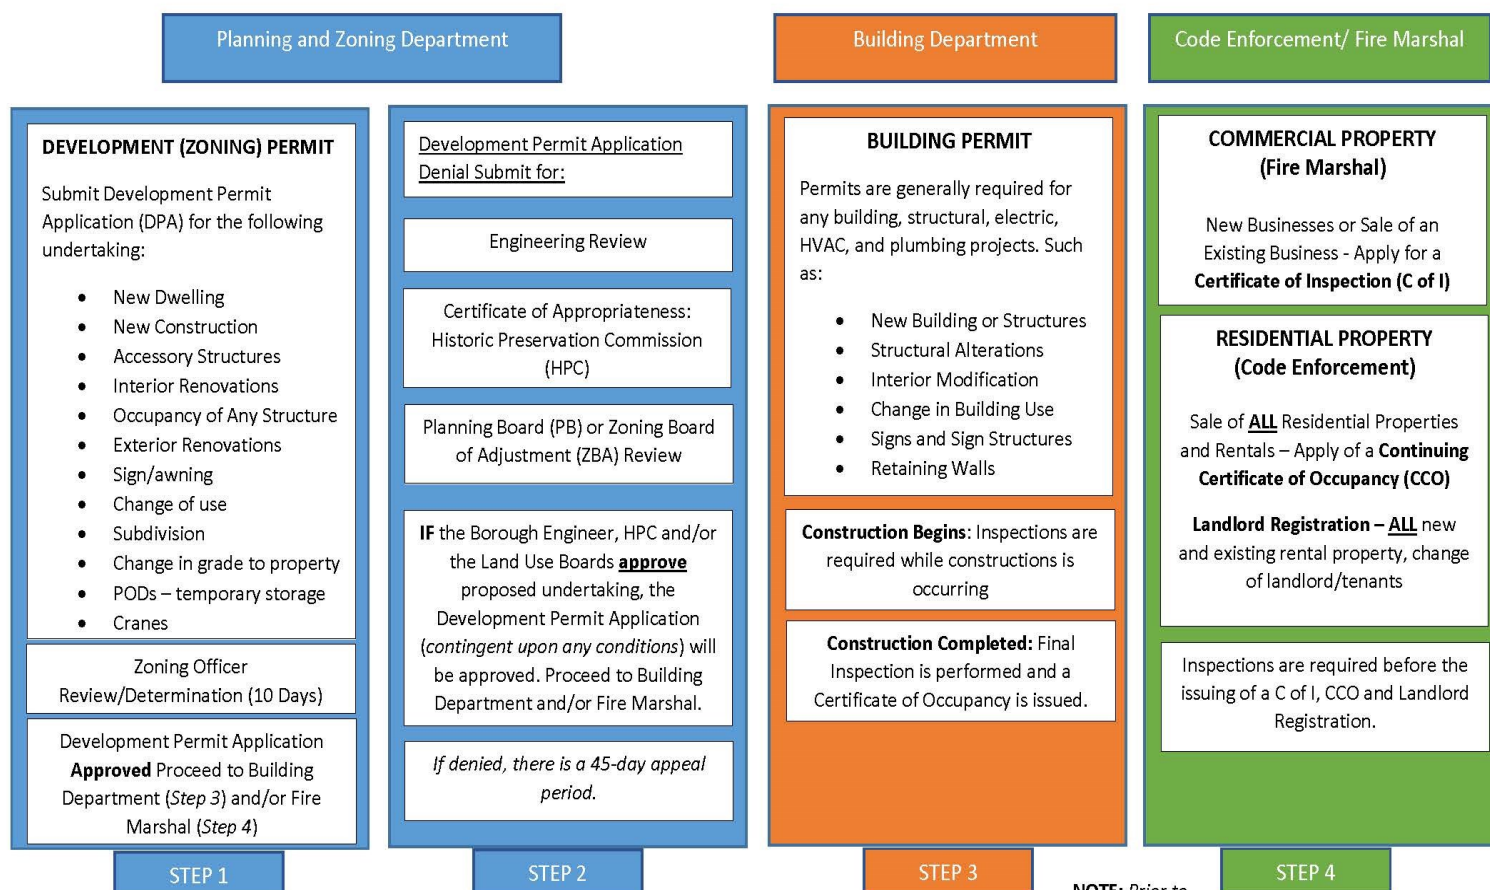 Planning and Zoning Department
Building Department
Code Enforcement/ Fire Marshal
DEVELOPMENT (ZONING) PERMIT
Submit Development Permit
Application (DPA) for the following
undertaking:
• New Dwelling
• New Construction
• Accessory Structures
• Interior Renovations
• Occupancy of Any Structure
• Exterior Renovations
• Sign/awning
• Change of use
• Subdivision
• Change in grade to property
• PODs – temporary storage
• Cranes
Zoning Officer
Review/Determination (10 Days)
Development Permit Application
Approved Proceed to Building
Department (Step 3) and/or Fire
Marshal (Step 4)
STEP 1
Development Permit Application
Denial Submit for:
Engineering Review
Certificate of Appropriateness:
Historic Preservation Commission
(HPC)
Planning Board (PB) or Zoning Board
of Adjustment (ZBA) Review
IF the Borough Engineer, HPC and/or
the Land Use Boards approve
proposed undertaking, the
Development Permit Application
(contingent upon any conditions) will
be approved. Proceed to Building
Department and/or Fire Marshal.
If denied, there is a 45-day appeal
period.
STEP 2
BUILDING PERMIT
Permits are generally required for
any building, structural, electric,
HVAC, and plumbing projects. Such
as:
• New Building or Structures
• Structural Alterations
• Interior Modification
• Change in Building Use
• Signs and Sign Structures
• Retaining Walls
Construction Begins: Inspections are
required while constructions is
occurring
Construction Completed: Final
Inspection is performed and a
Certificate of Occupancy is issued.
STEP 3
COMMERCIAL PROPERTY
(Fire Marshal)
New Businesses or Sale of an
Existing Business - Apply for a
Certificate of Inspection (C of I)
RESIDENTIAL PROPERTY
(Code Enforcement)
Sale of ALL Residential Properties
and Rentals – Apply of a Continuing
Certificate of Occupancy (CCO)
Landlord Registration – ALL new
and existing rental property, change
of landlord/tenants
Inspections are required before the
issuing of a C of I, CCO and Landlord
Registration.
STEP 4
NOTE: Prior to